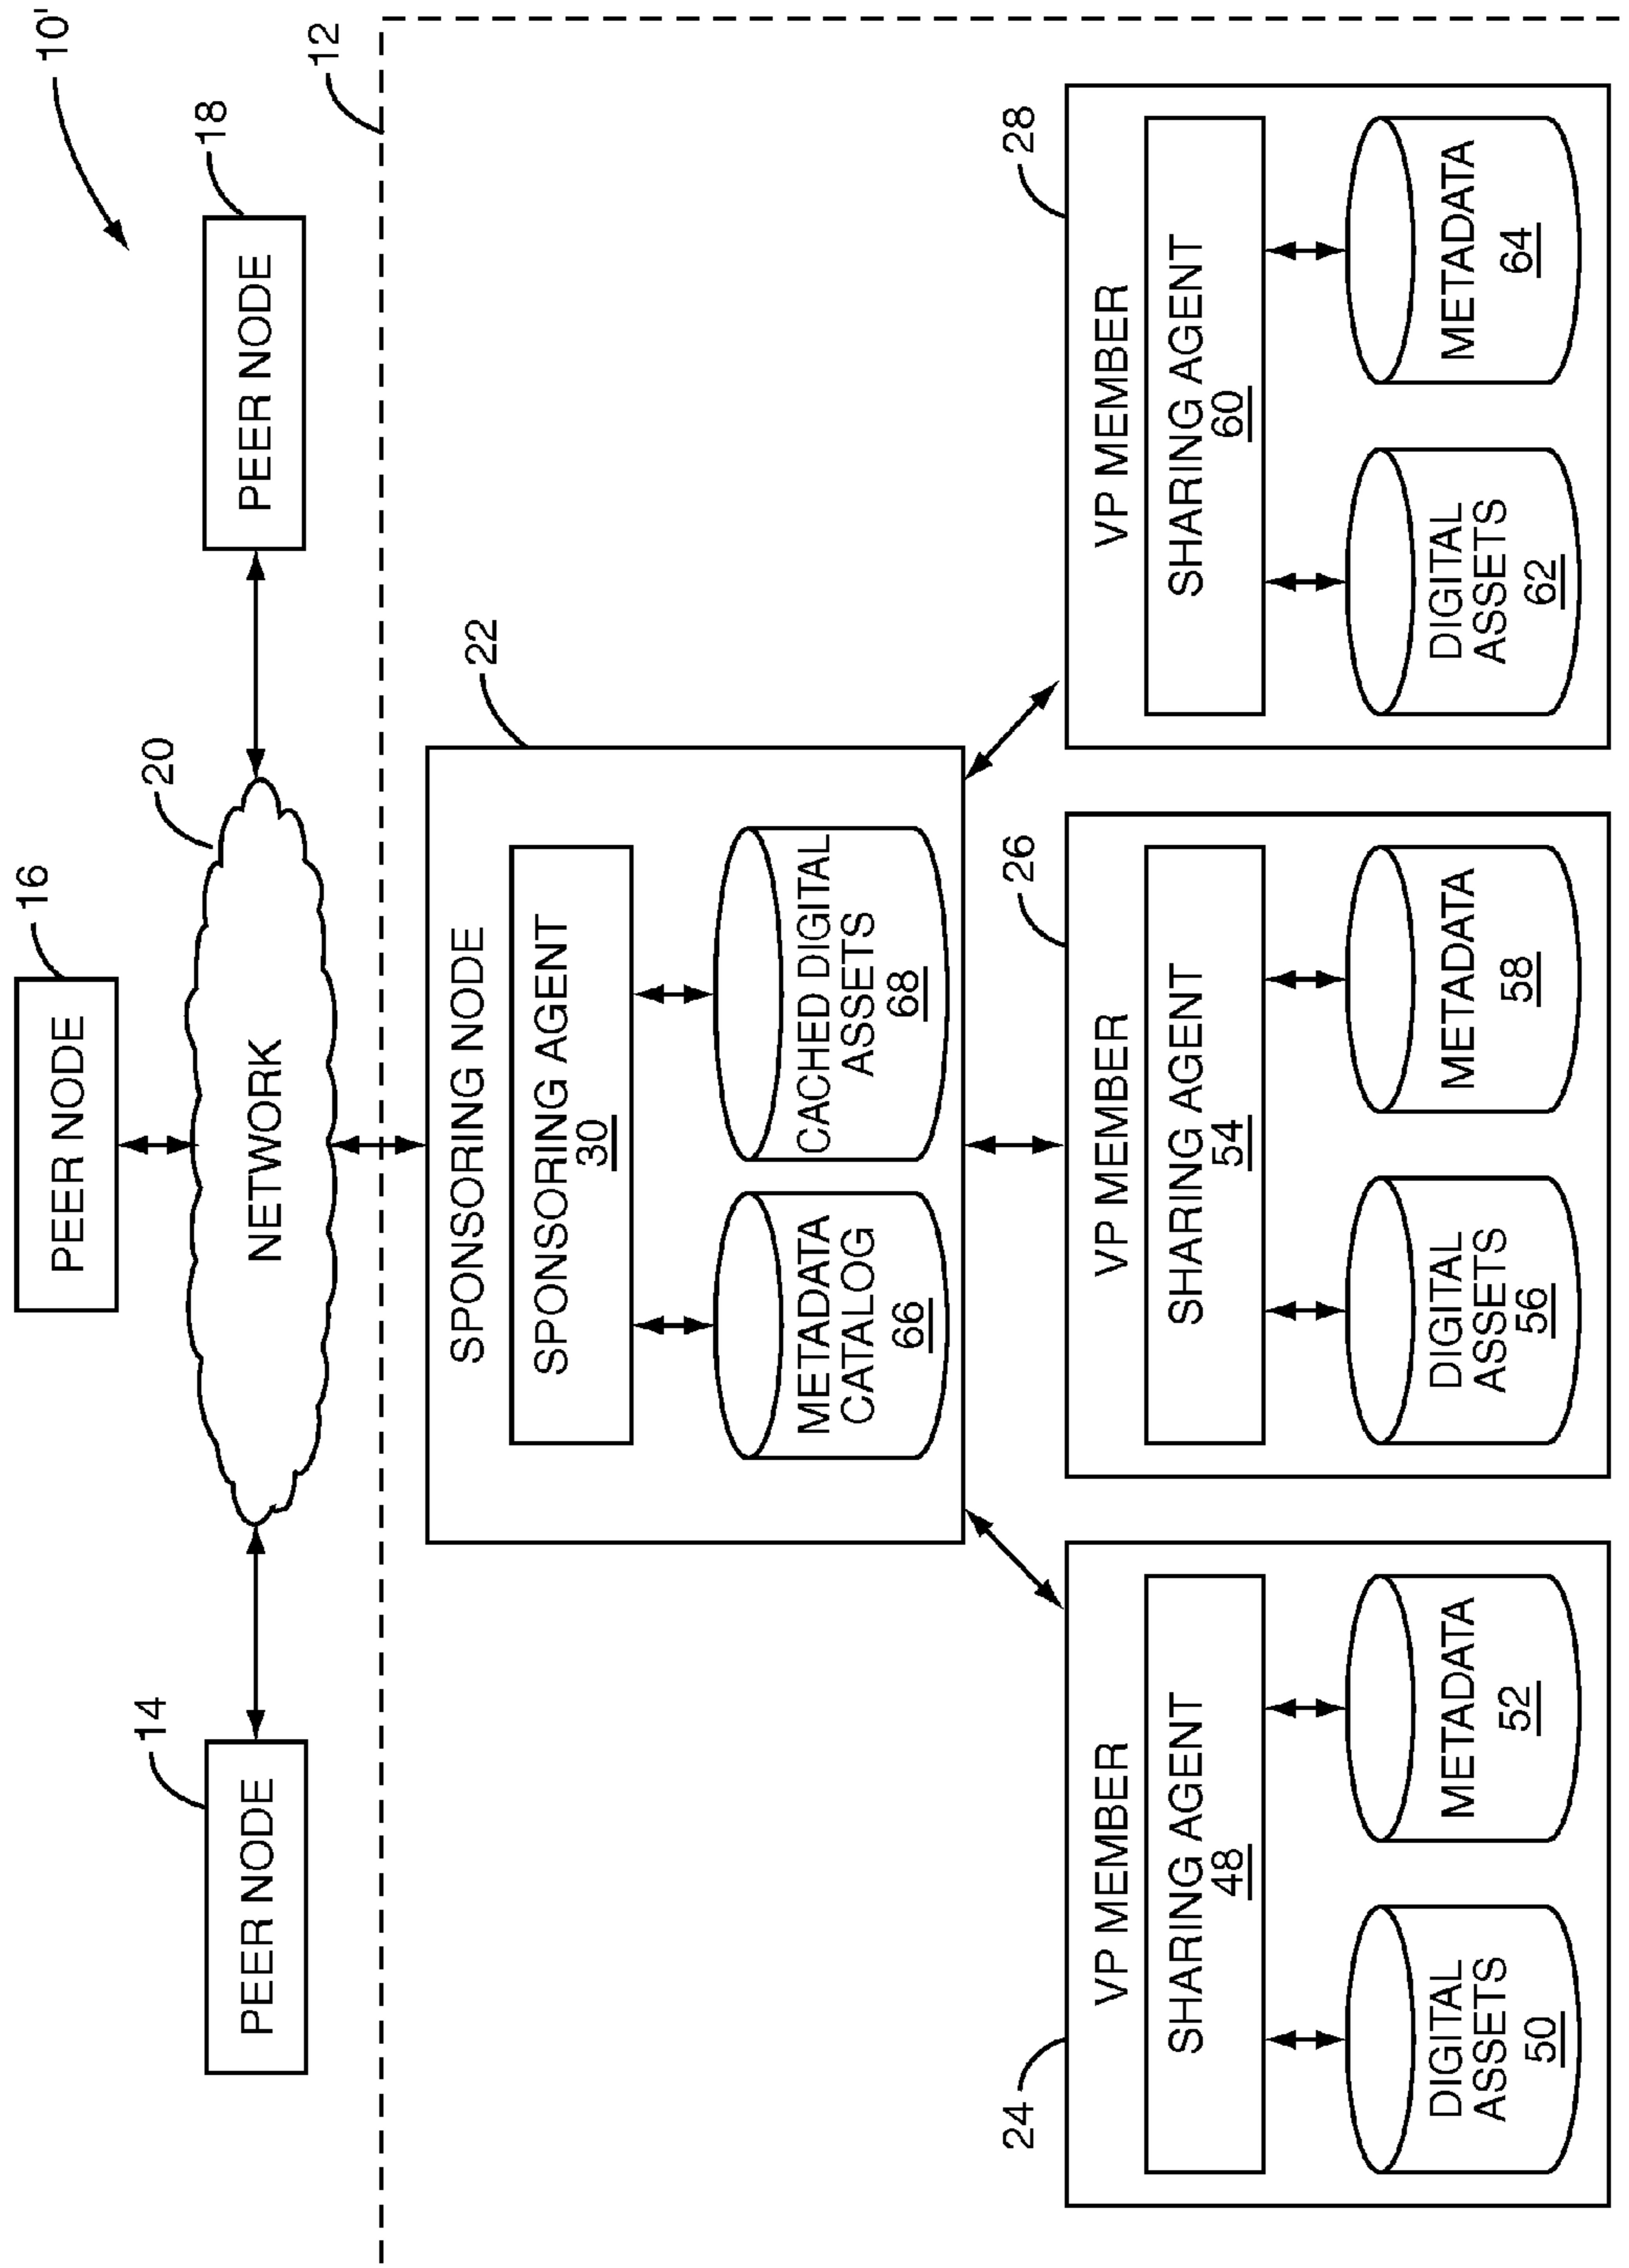 10'
16
PEER NODE
14
PEER NODE
20
NETWORK
18
PEER NODE
12
22
SPONSORING NODE
SPONSORING AGENT
30
METADATA
CATALOG
66
CACHED DIGITAL
ASSETS
68
24
VP MEMBER
SHARING AGENT
48
DIGITAL
ASSETS
50
METADATA
52
26
VP MEMBER
SHARING AGENT
54
DIGITAL
ASSETS
56
METADATA
58
28
VP MEMBER
SHARING AGENT
60
DIGITAL
ASSETS
62
METADATA
64